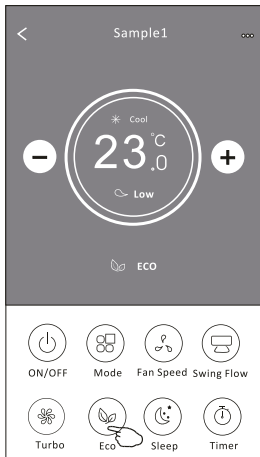 Sample1
Cool
23.0°C
Low
ECO
ON/OFF Mode Fan Speed Swing Flow
Turbo Eco Sleep Timer